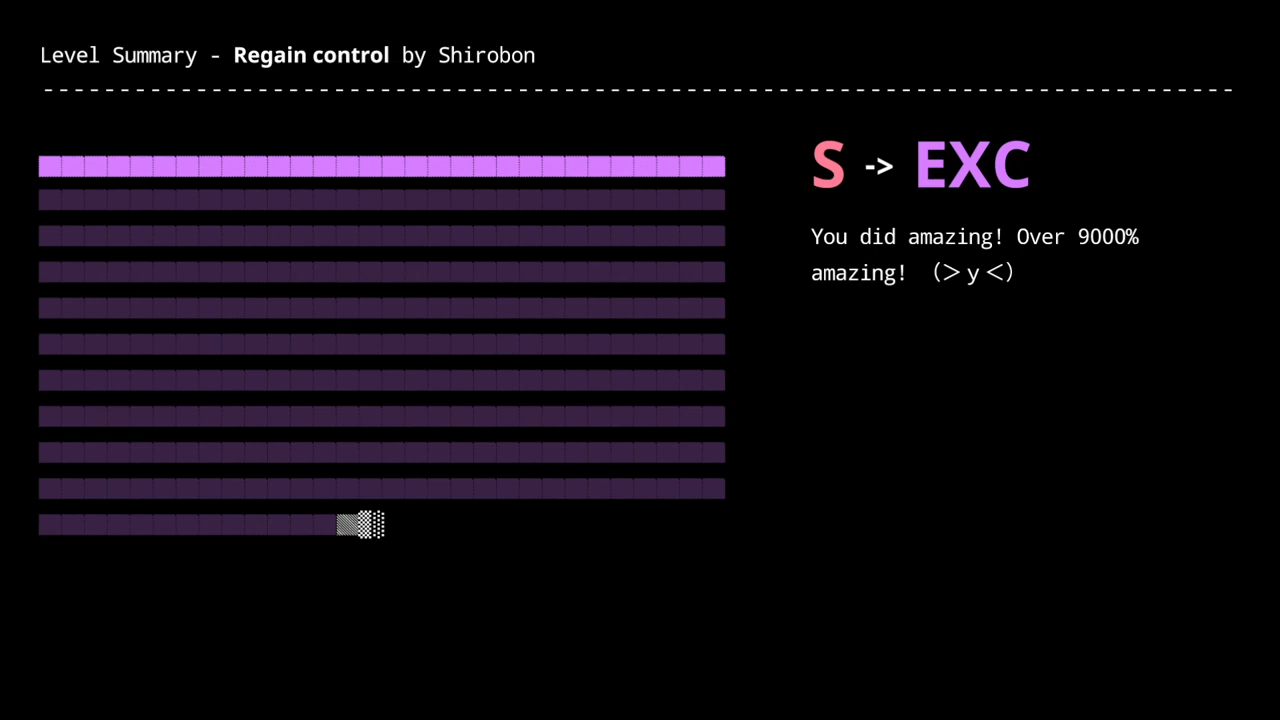 Level Summary - Regain control by Shirobon
--------------------------------------------------------------------------------
S -> EXC
You did amazing! Over 9000%
amazing! （＞ｙ＜）